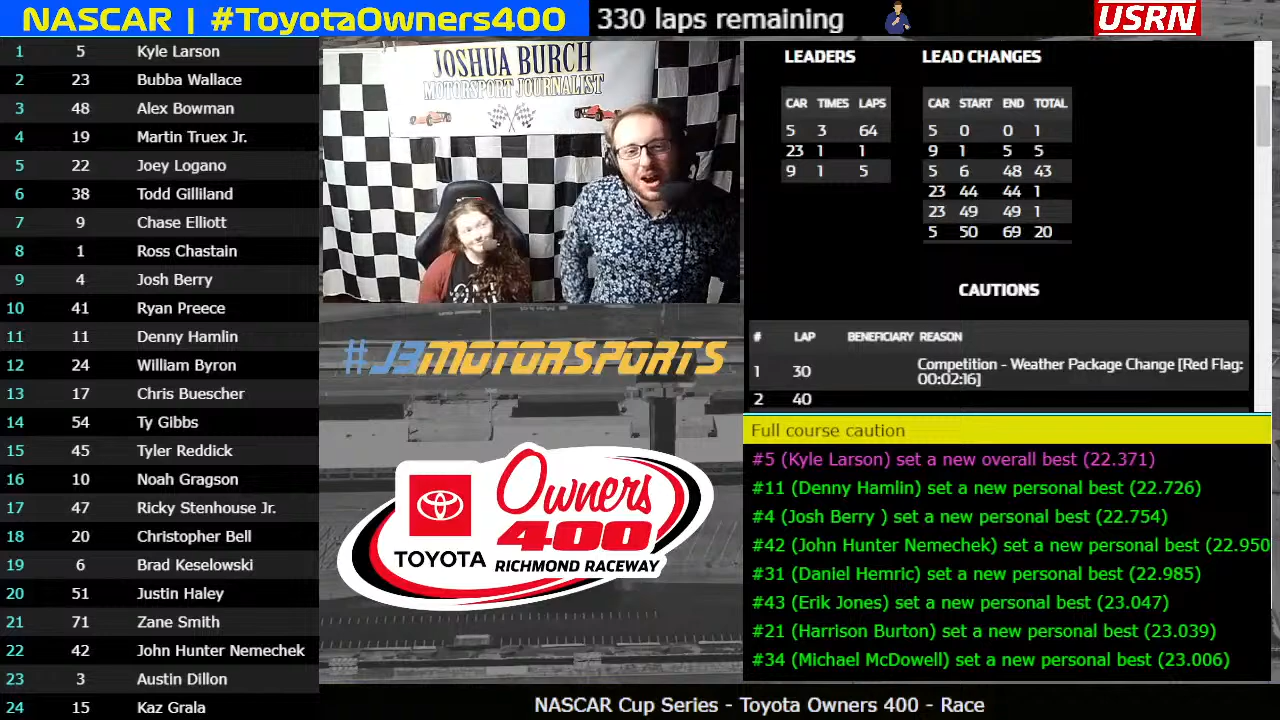 NASCAR | #ToyotaOwners400
330 laps remaining
USRN
1 5 Kyle Larson
2 23 Bubba Wallace
3 48 Alex Bowman
4 19 Martin Truex Jr.
5 22 Joey Logano
6 38 Todd Gilliland
7 9 Chase Elliott
8 1 Ross Chastain
9 4 Josh Berry
10 41 Ryan Preece
11 11 Denny Hamlin
12 24 William Byron
13 17 Chris Buescher
14 54 Ty Gibbs
15 45 Tyler Reddick
16 10 Noah Gragson
17 47 Ricky Stenhouse Jr.
18 20 Christopher Bell
19 6 Brad Keselowski
20 51 Justin Haley
21 71 Zane Smith
22 42 John Hunter Nemechek
23 3 Austin Dillon
24 15 Kaz Grala
JOSHUA BURCH
MOTORSPORT JOURNALIST
#JBMOTORSPORTS
Owners
400
TOYOTA
RICHMOND RACEWAY
LEADERS
CAR TIMES LAPS
5 3 64
23 1 1
9 1 5
LEAD CHANGES
CAR START END TOTAL
5 0 0 1
9 1 5 5
5 6 48 43
23 44 44 1
23 49 49 1
5 50 69 20
CAUTIONS
# LAP BENEFICIARY REASON
1 30 Competition - Weather Package Change [Red Flag:
00:02:16]
2 40
Full course caution
#5 (Kyle Larson) set a new overall best (22.371)
#11 (Denny Hamlin) set a new personal best (22.726)
#4 (Josh Berry ) set a new personal best (22.754)
#42 (John Hunter Nemechek) set a new personal best (22.950
#31 (Daniel Hemric) set a new personal best (22.985)
#43 (Erik Jones) set a new personal best (23.047)
#21 (Harrison Burton) set a new personal best (23.039)
#34 (Michael McDowell) set a new personal best (23.006)
NASCAR Cup Series - Toyota Owners 400 - Race